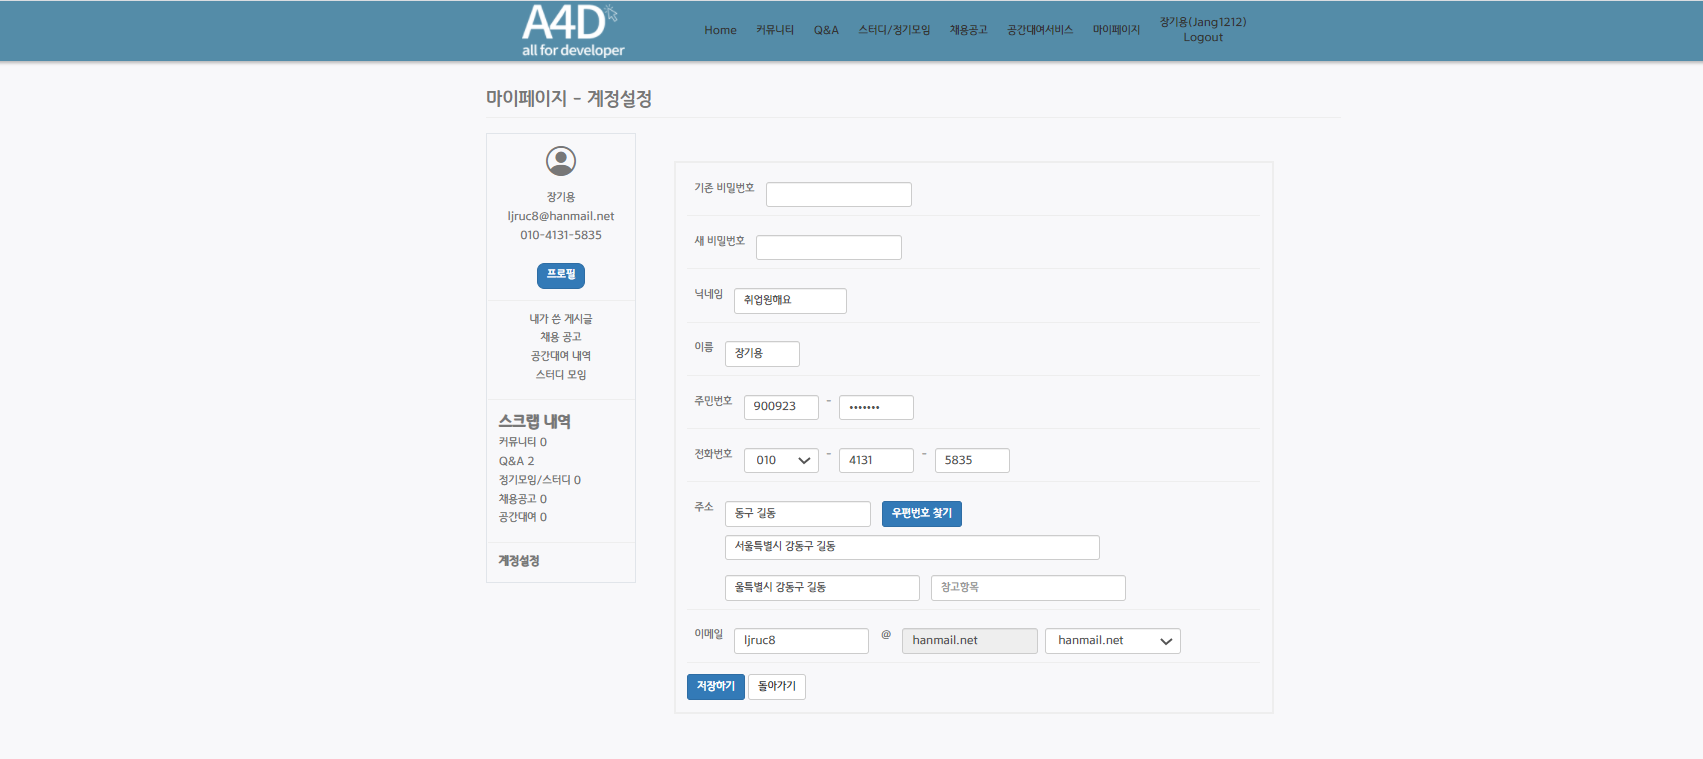 A4D
all for developer
Home 커뮤니티 Q&A 스터디/정기모임 채용공고 공간대여서비스 마이페이지 장기용(Jang1212)
Logout
마이페이지 - 계정설정
장기용
ljruc8@hanmail.net
010-4131-5835
프로필
내가 쓴 게시글
채용 공고
공간대여 내역
스터디 모임
스크랩 내역
커뮤니티 0
Q&A 2
정기모임/스터디 0
채용공고 0
공간대여 0
계정설정
기존 비밀번호
새 비밀번호
닉네임 취업원해요
이름 장기용
주민번호 900923 - •••••••
전화번호 010 - 4131 - 5835
주소 동구 길동 우편번호 찾기
서울특별시 강동구 길동
울특별시 강동구 길동 참고항목
이메일 ljruc8 @ hanmail.net hanmail.net
저장하기 돌아가기